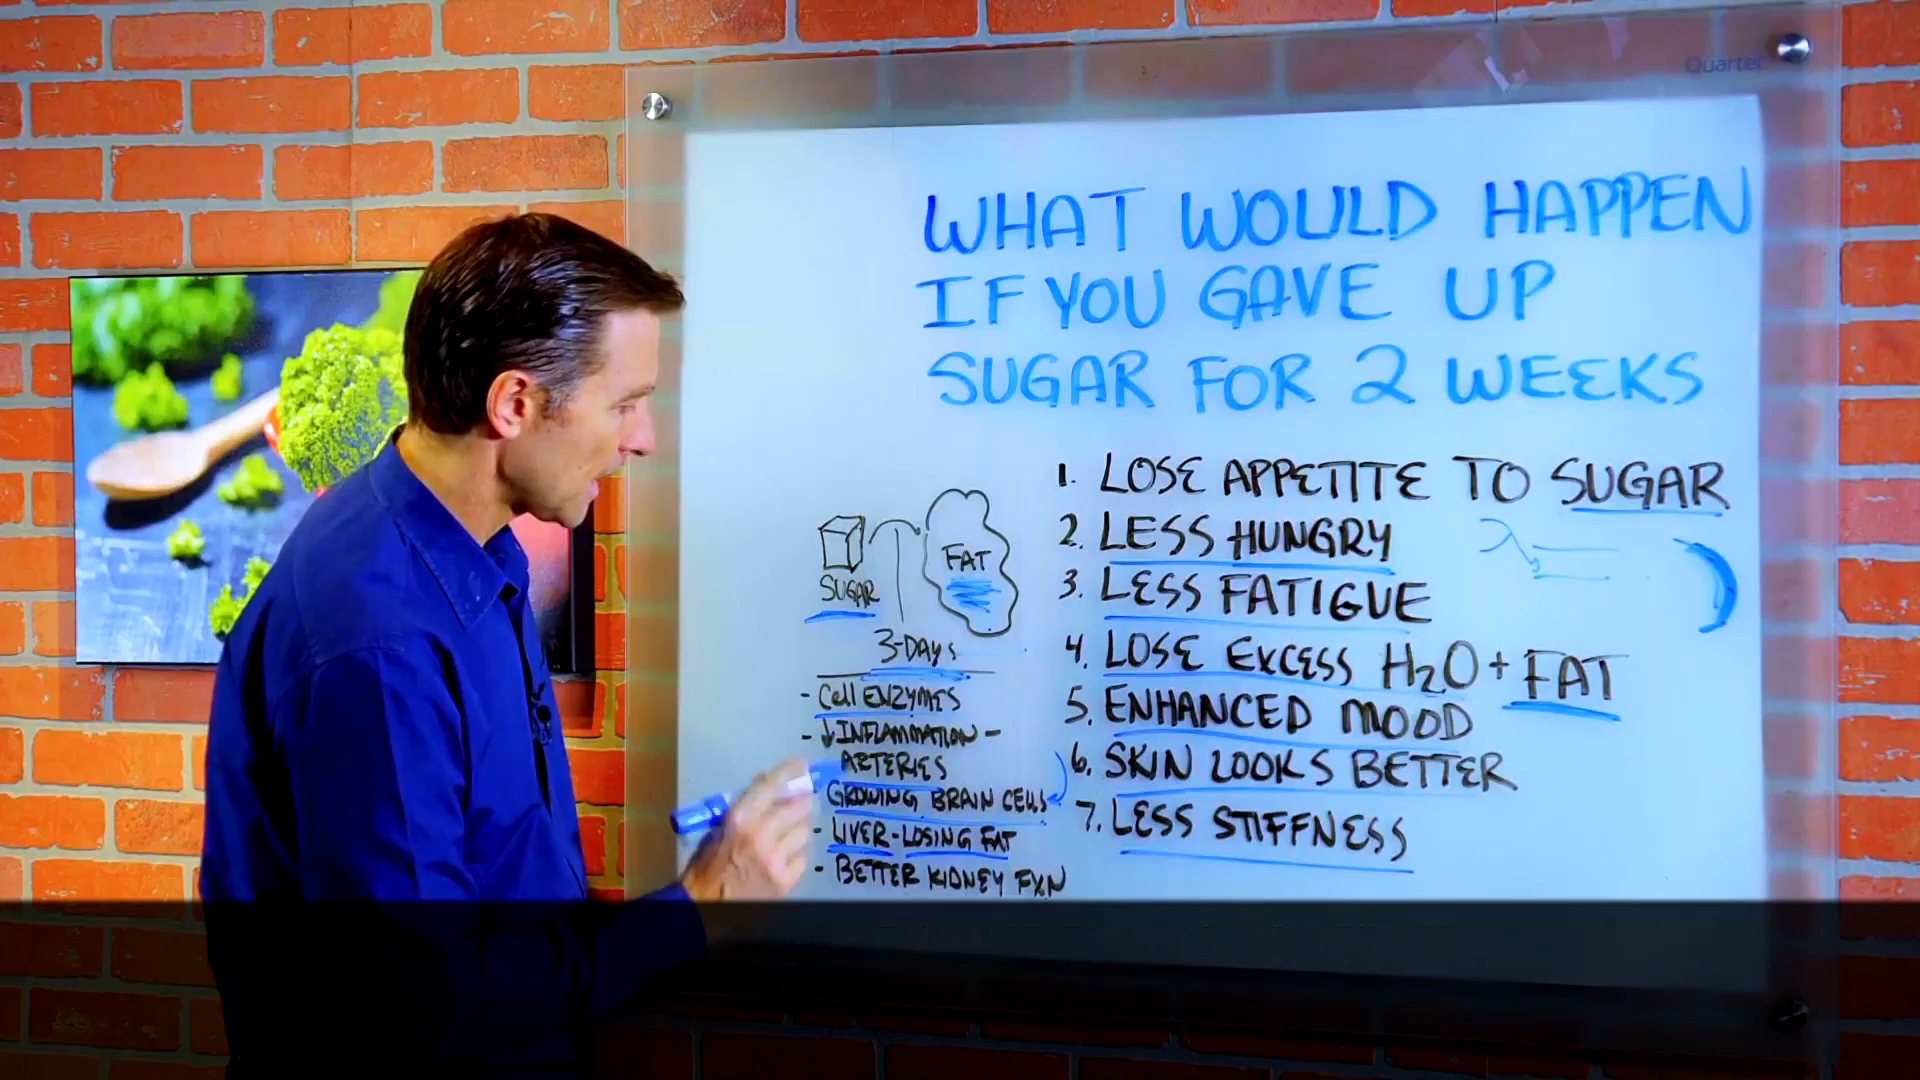 Quartet
WHAT WOULD HAPPEN
IF YOU GAVE UP
SUGAR FOR 2 WEEKS
1. LOSE APPETITE TO SUGAR
2. LESS HUNGRY
3. LESS FATIGUE
4. LOSE EXCESS H2O + FAT
5. ENHANCED MOOD
6. SKIN LOOKS BETTER
7. LESS STIFFNESS
SUGAR
FAT
3-DAYS
- Cell ENZYMES
- ↓ INFLAMMATION -
ARTERIES
GROWING BRAIN CELLS
- LIVER - LOSING FAT
- BETTER KIDNEY FXN